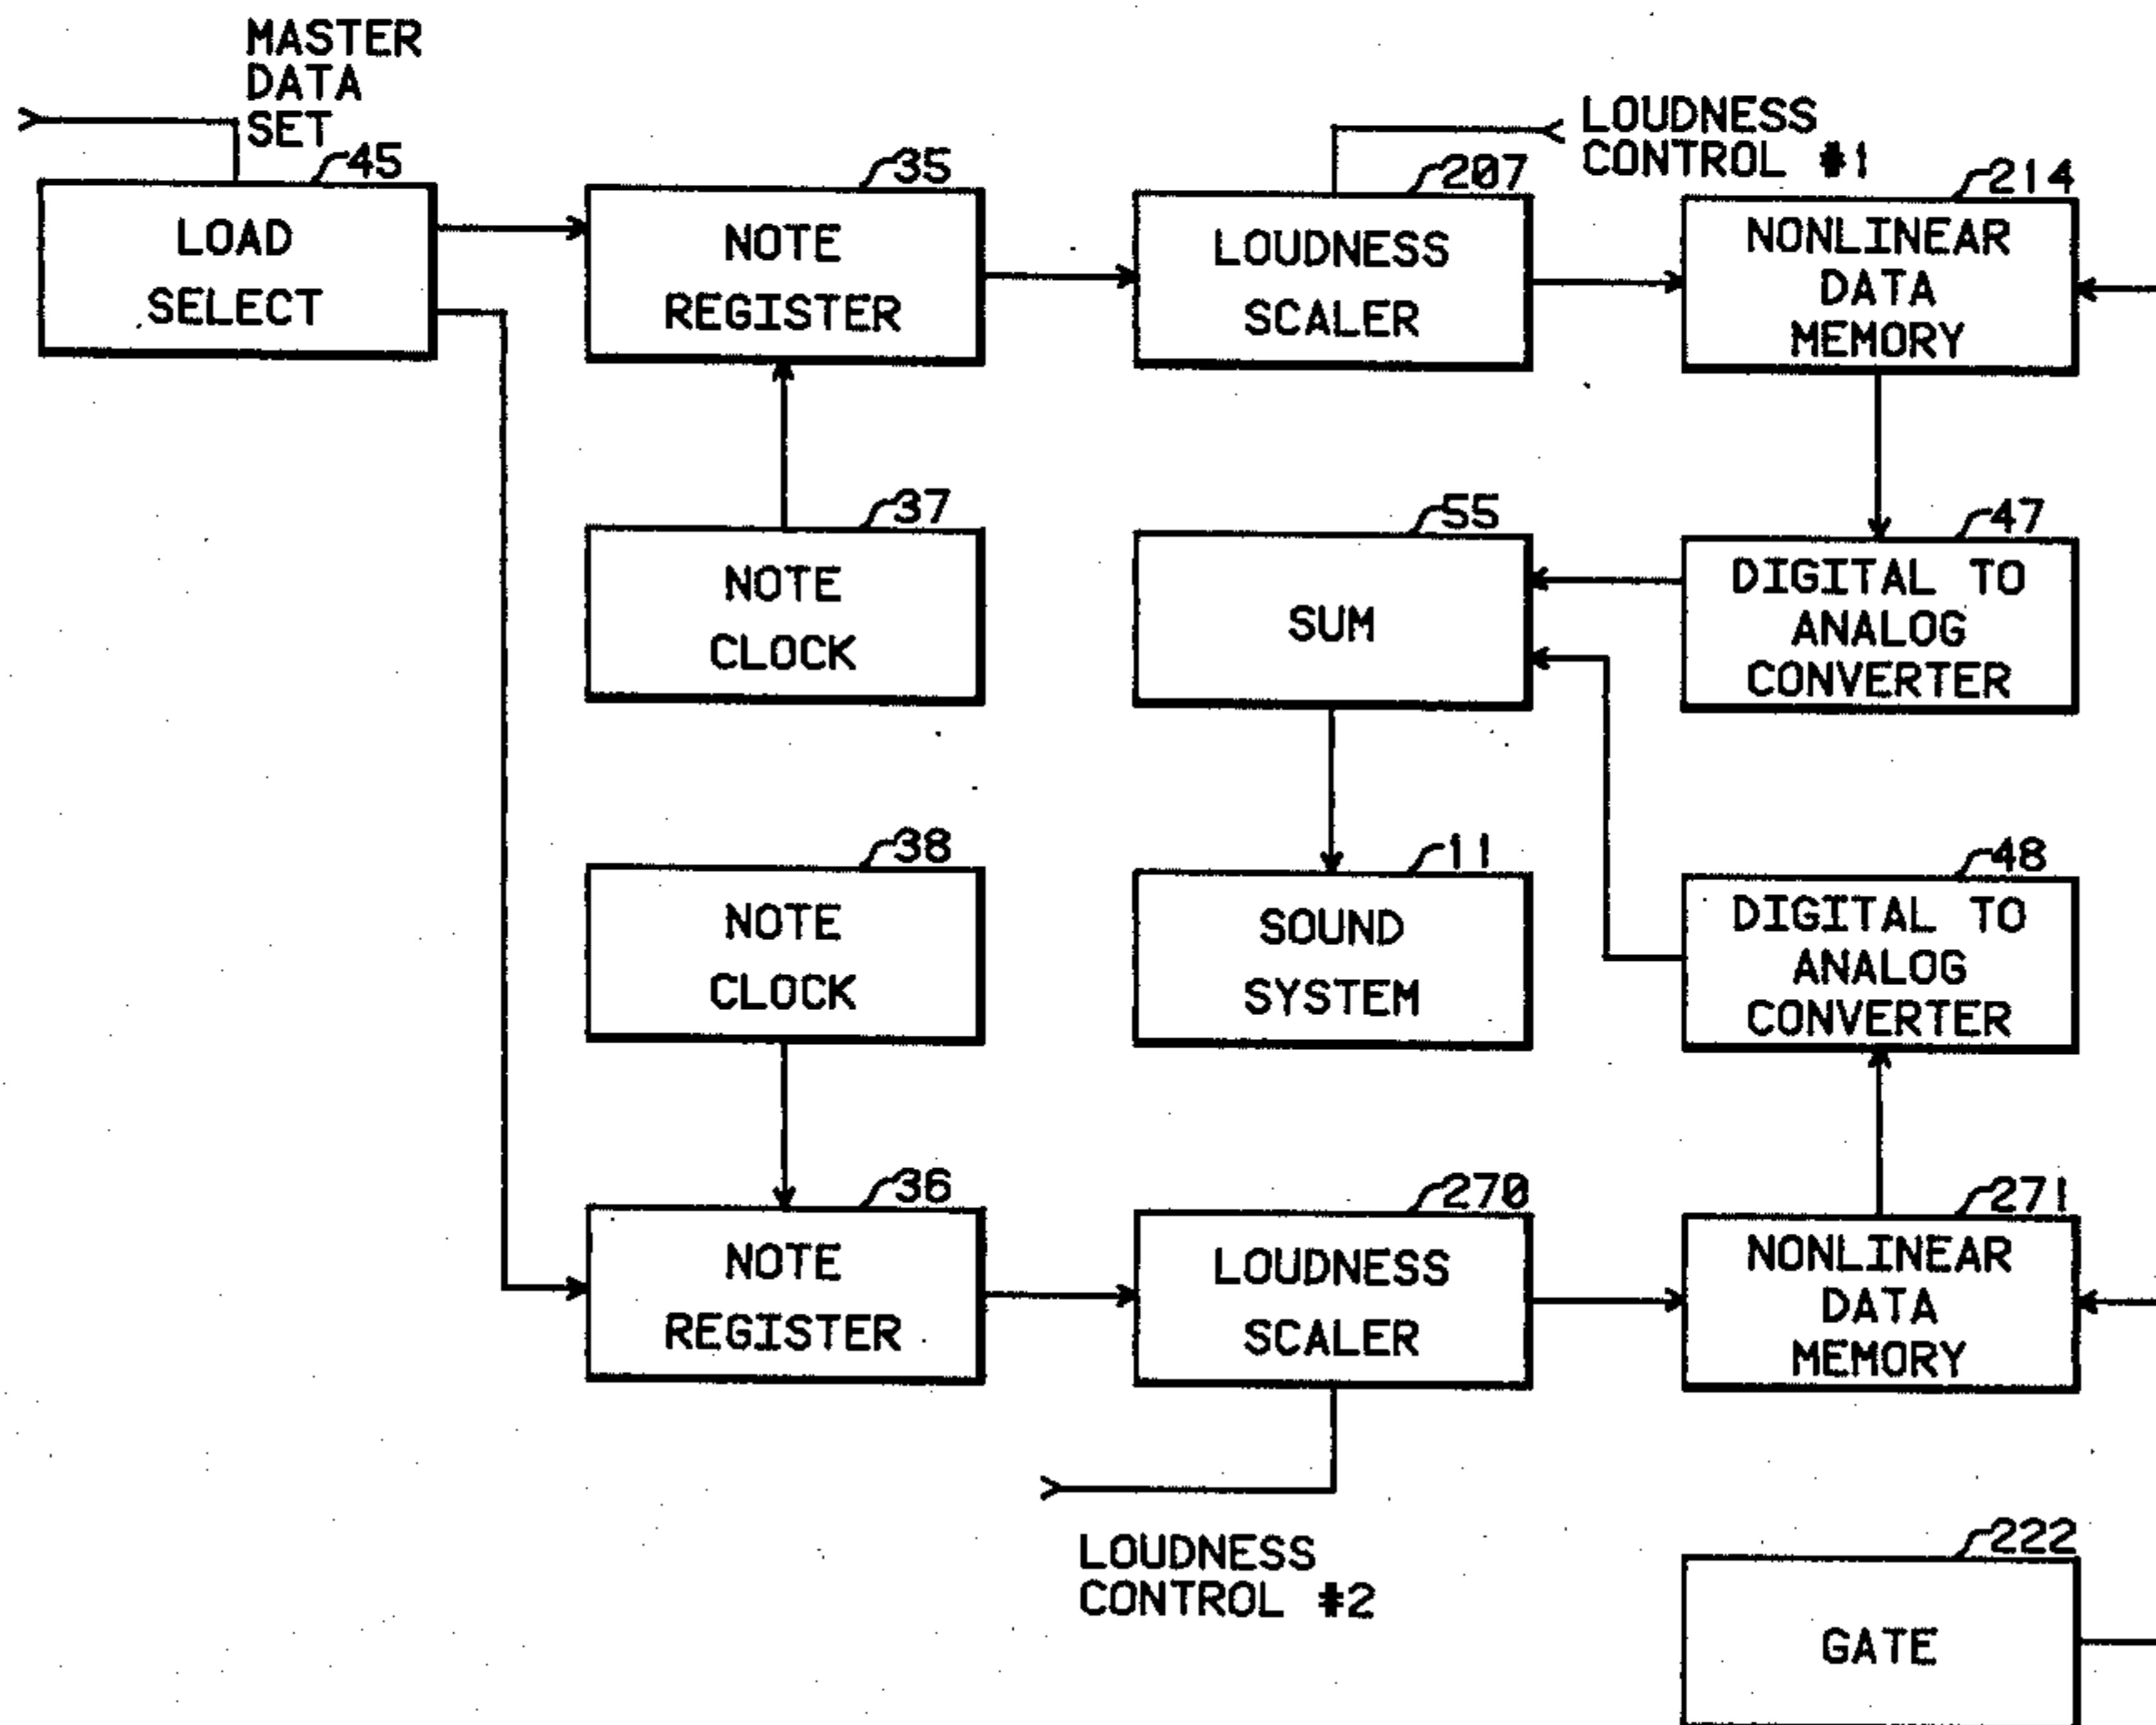 MASTER
DATA
SET
45
LOAD
SELECT
35
NOTE
REGISTER
LOUDNESS
CONTROL #1
207
LOUDNESS
SCALER
214
NONLINEAR
DATA
MEMORY
37
NOTE
CLOCK
55
SUM
47
DIGITAL TO
ANALOG
CONVERTER
38
NOTE
CLOCK
11
SOUND
SYSTEM
48
DIGITAL TO
ANALOG
CONVERTER
36
NOTE
REGISTER
270
LOUDNESS
SCALER
271
NONLINEAR
DATA
MEMORY
LOUDNESS
CONTROL #2
222
GATE